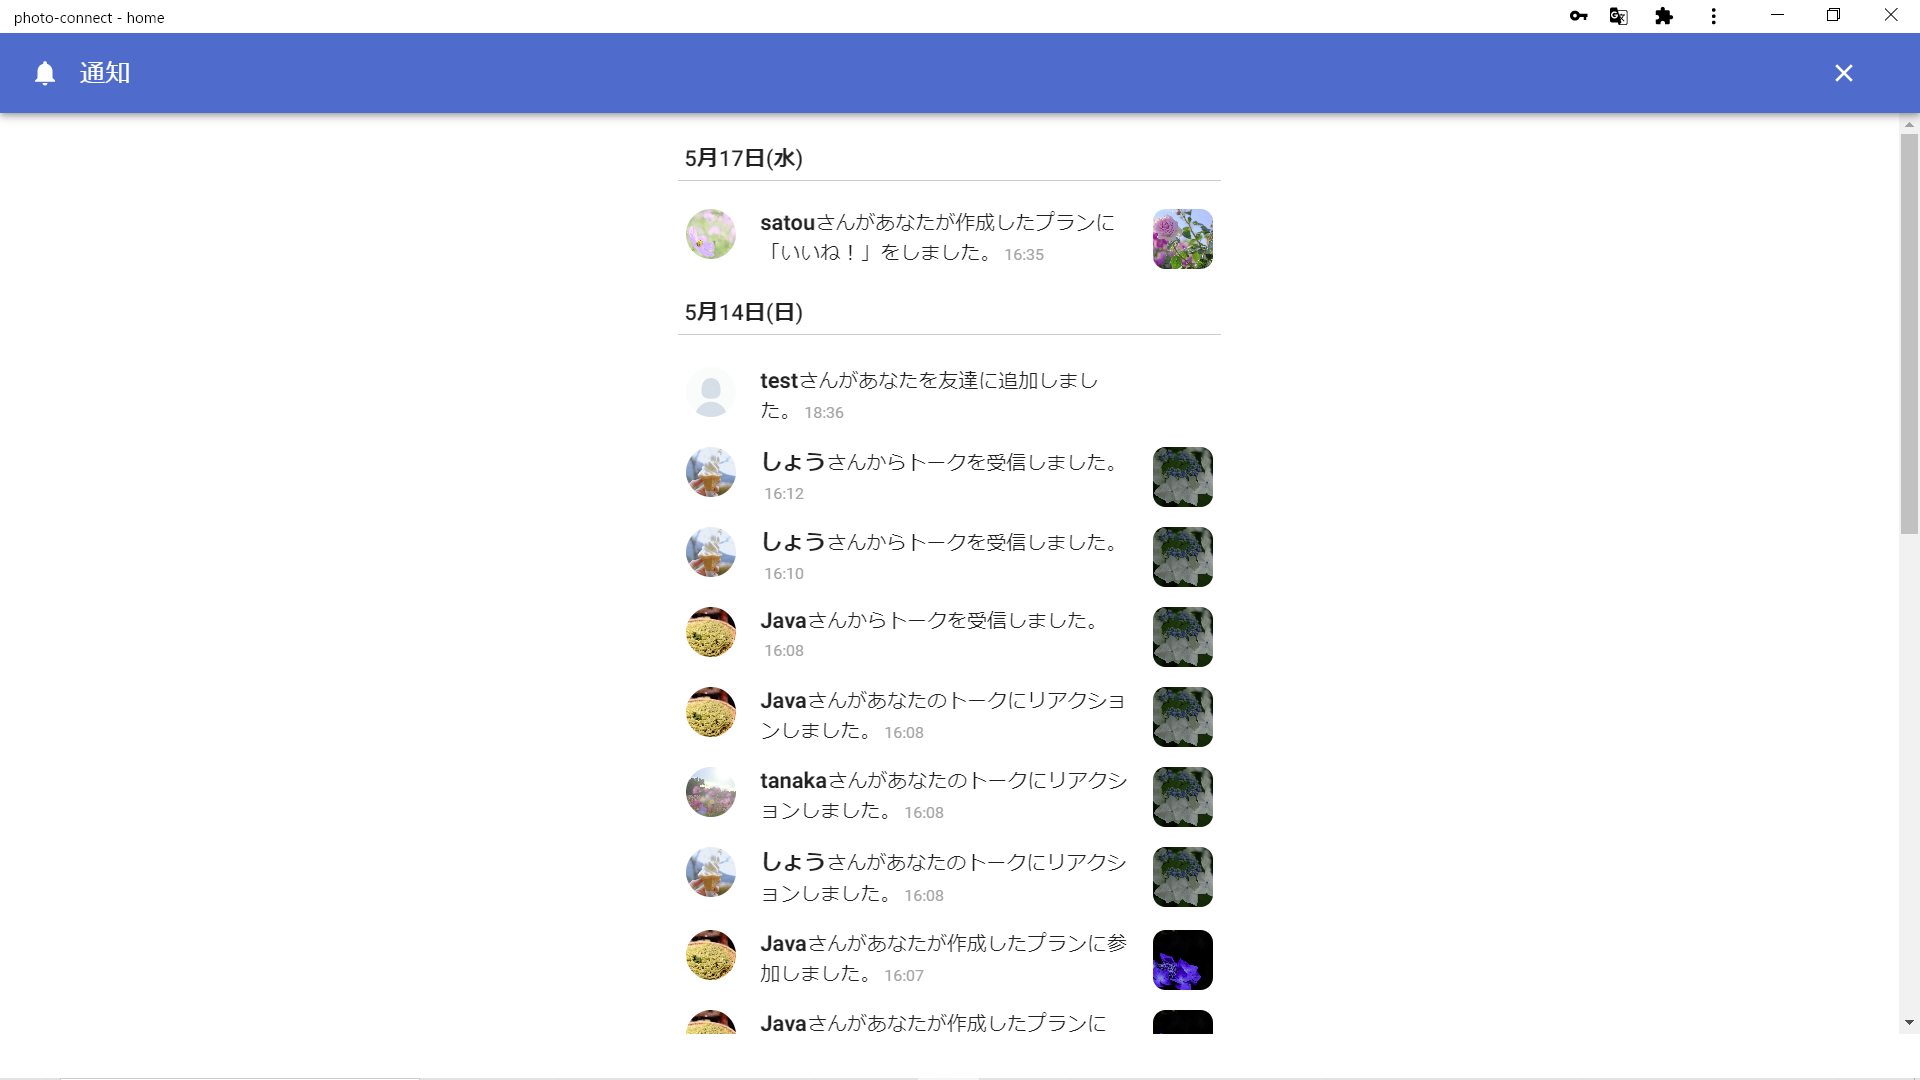 photo-connect - home
通知
5月17日(水)
satouさんがあなたが作成したプランに
「いいね！」をしました。 16:35
5月14日(日)
testさんがあなたを友達に追加しまし
た。 18:36
しょうさんからトークを受信しました。
16:12
しょうさんからトークを受信しました。
16:10
Javaさんからトークを受信しました。
16:08
Javaさんがあなたのトークにリアクショ
ンしました。 16:08
tanakaさんがあなたのトークにリアクシ
ョンしました。 16:08
しょうさんがあなたのトークにリアクシ
ョンしました。 16:08
Javaさんがあなたが作成したプランに参
加しました。 16:07
Javaさんがあなたが作成したプランに